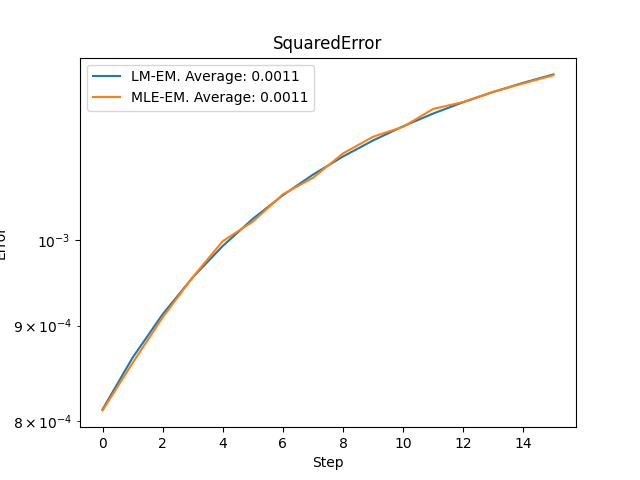 SquaredError
LM-EM. Average: 0.0011
MLE-EM. Average: 0.0011
Error
10⁻³
9 × 10⁻⁴
8 × 10⁻⁴
0 2 4 6 8 10 12 14
Step